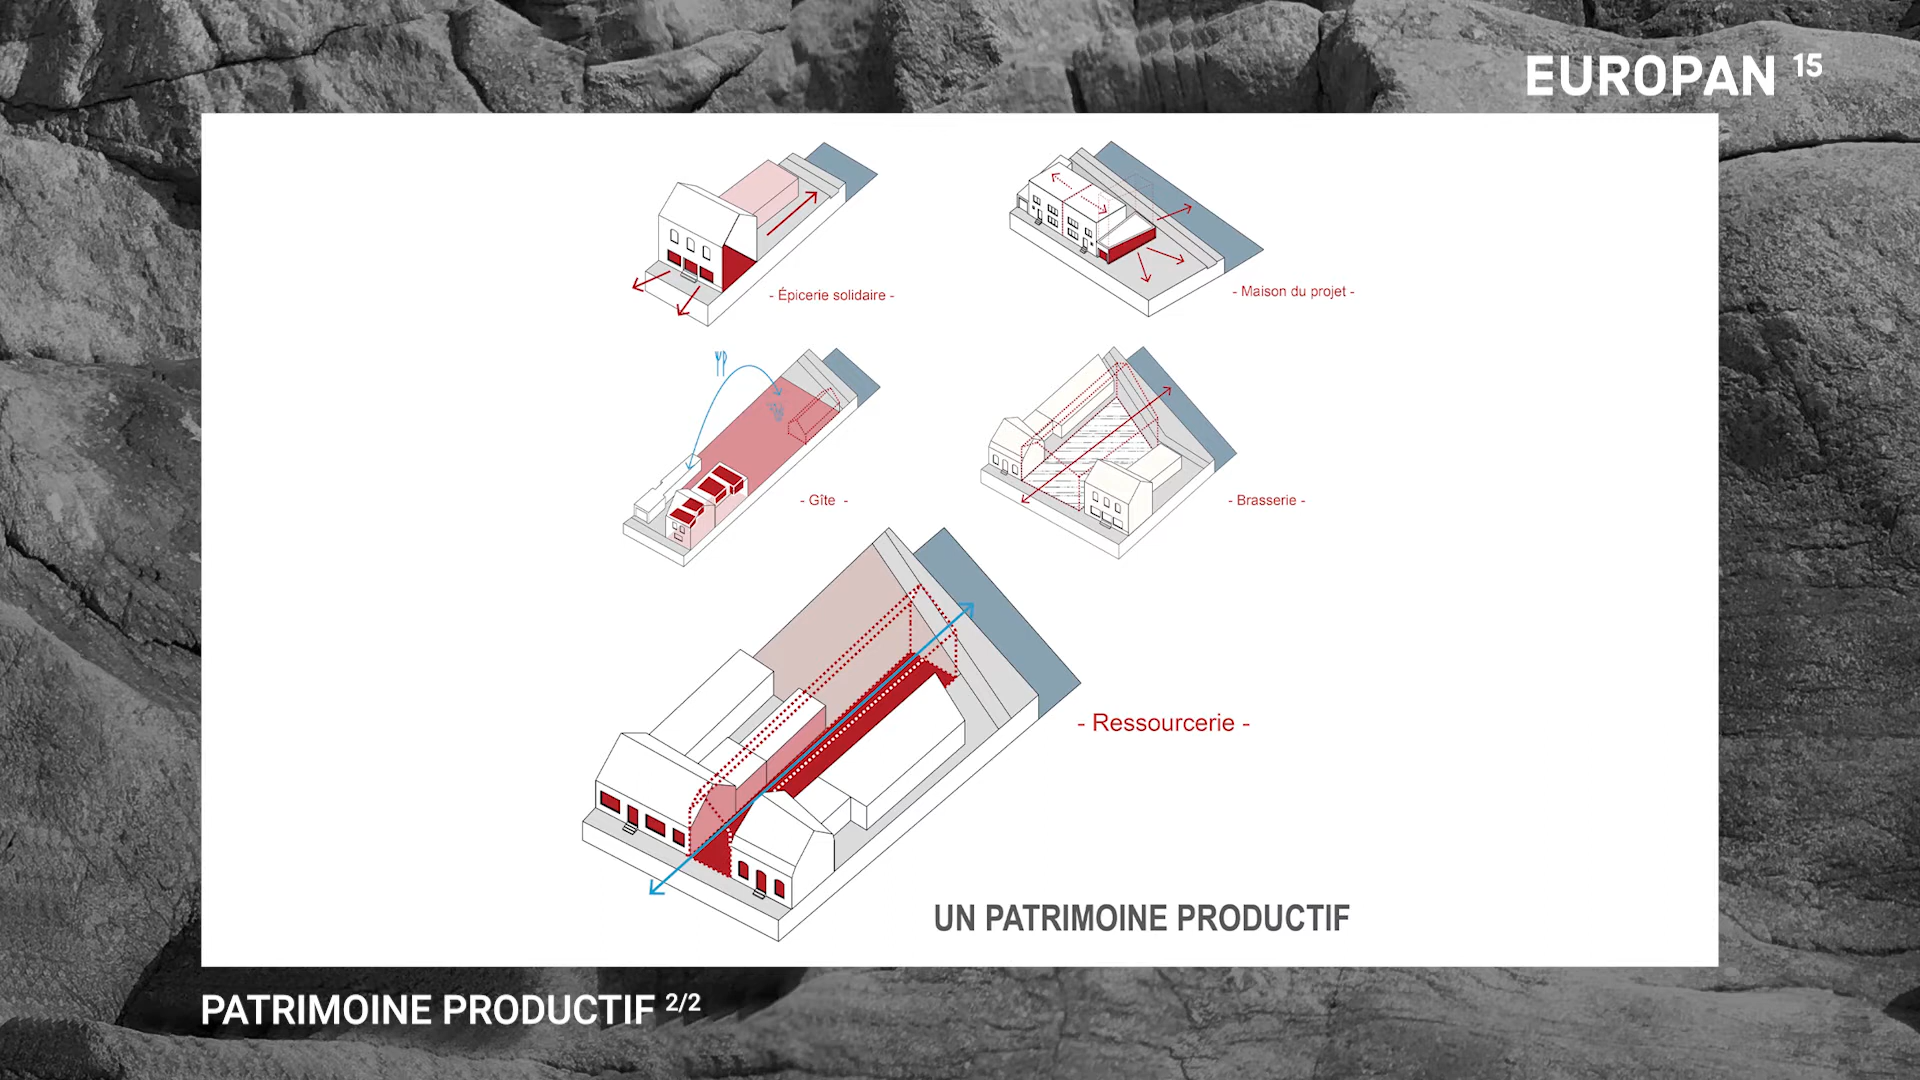 EUROPAN 15
- Épicerie solidaire -
- Maison du projet -
- Gîte -
- Brasserie -
- Ressourcerie -
UN PATRIMOINE PRODUCTIF
PATRIMOINE PRODUCTIF 2/2